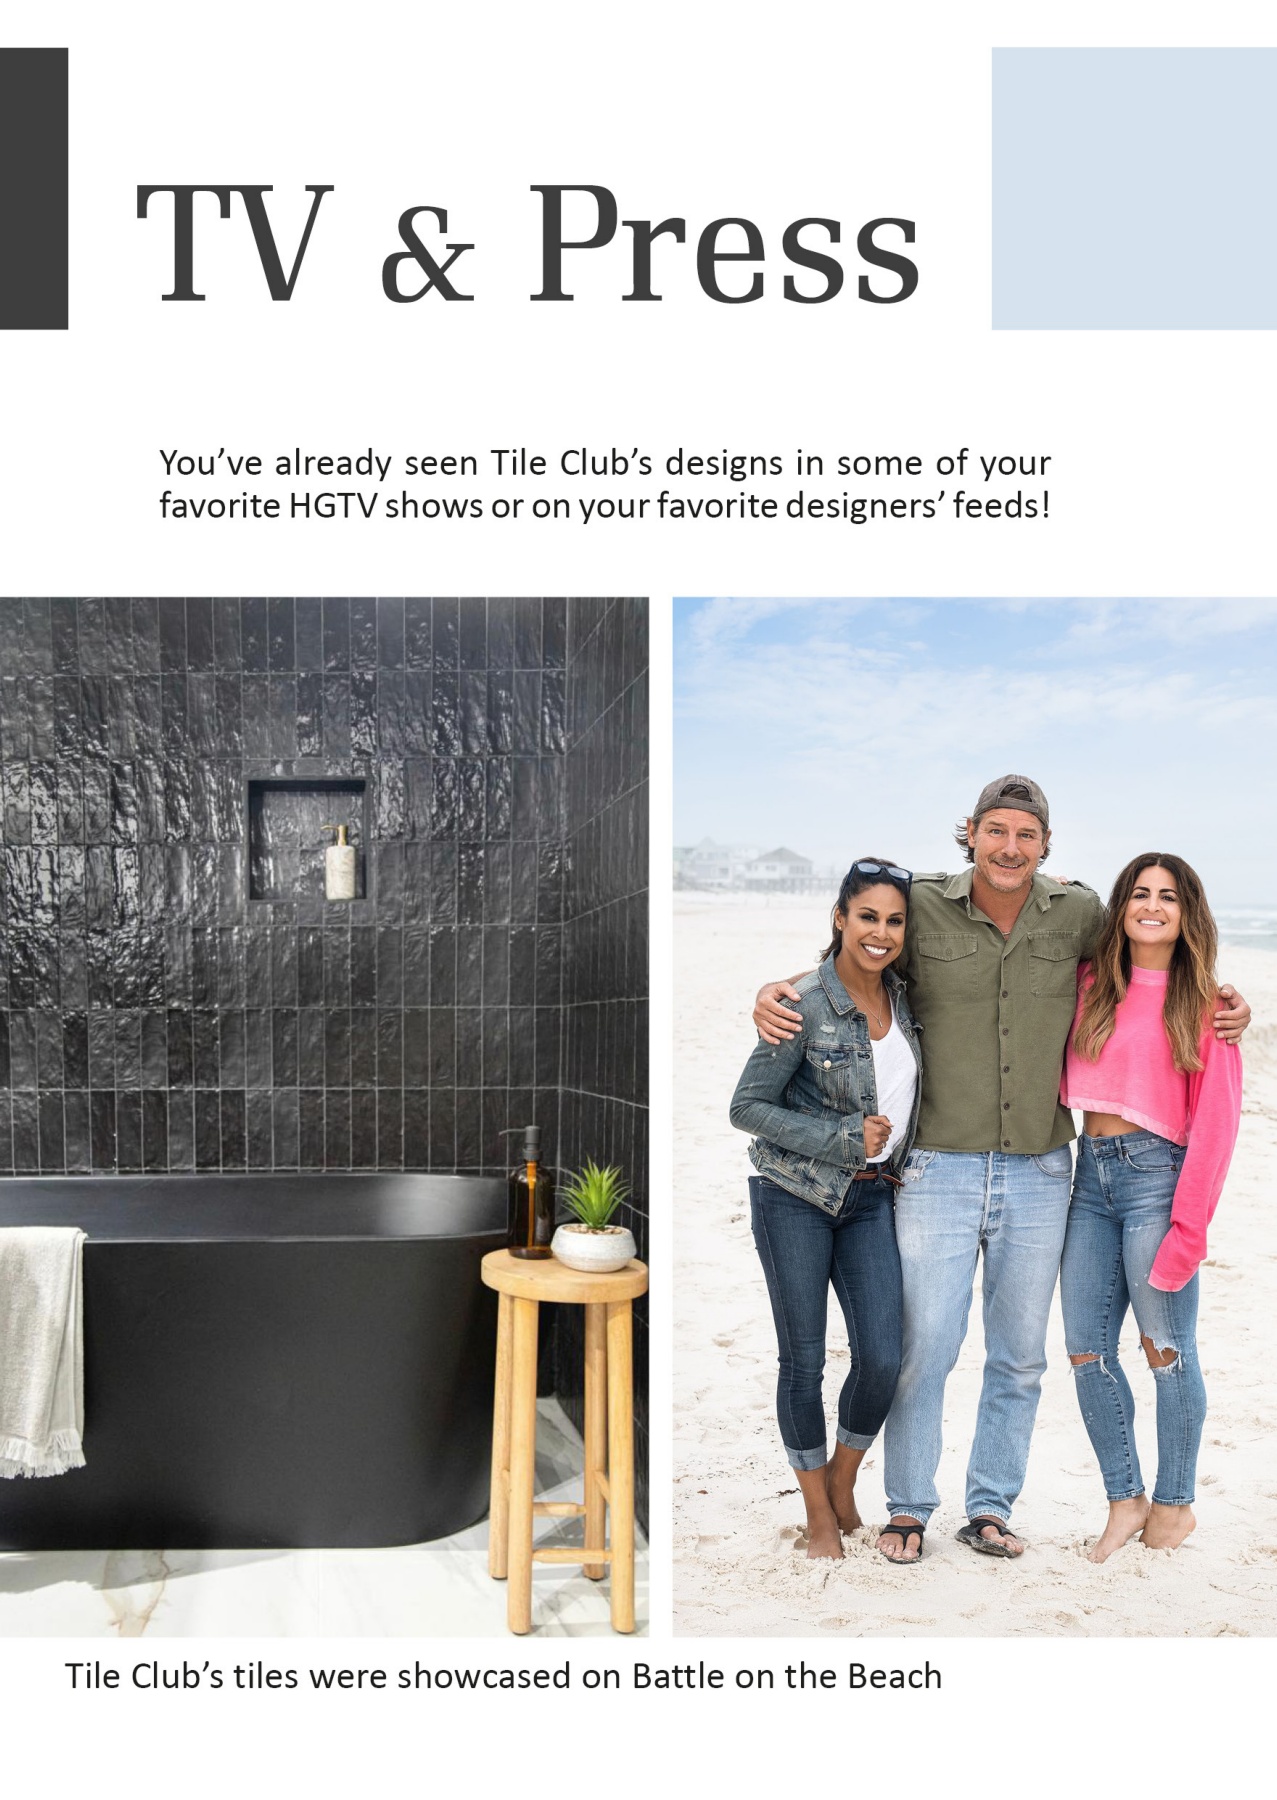 TV & Press
You’ve already seen Tile Club’s designs in some of your
favorite HGTV shows or on your favorite designers’ feeds!
Tile Club’s tiles were showcased on Battle on the Beach